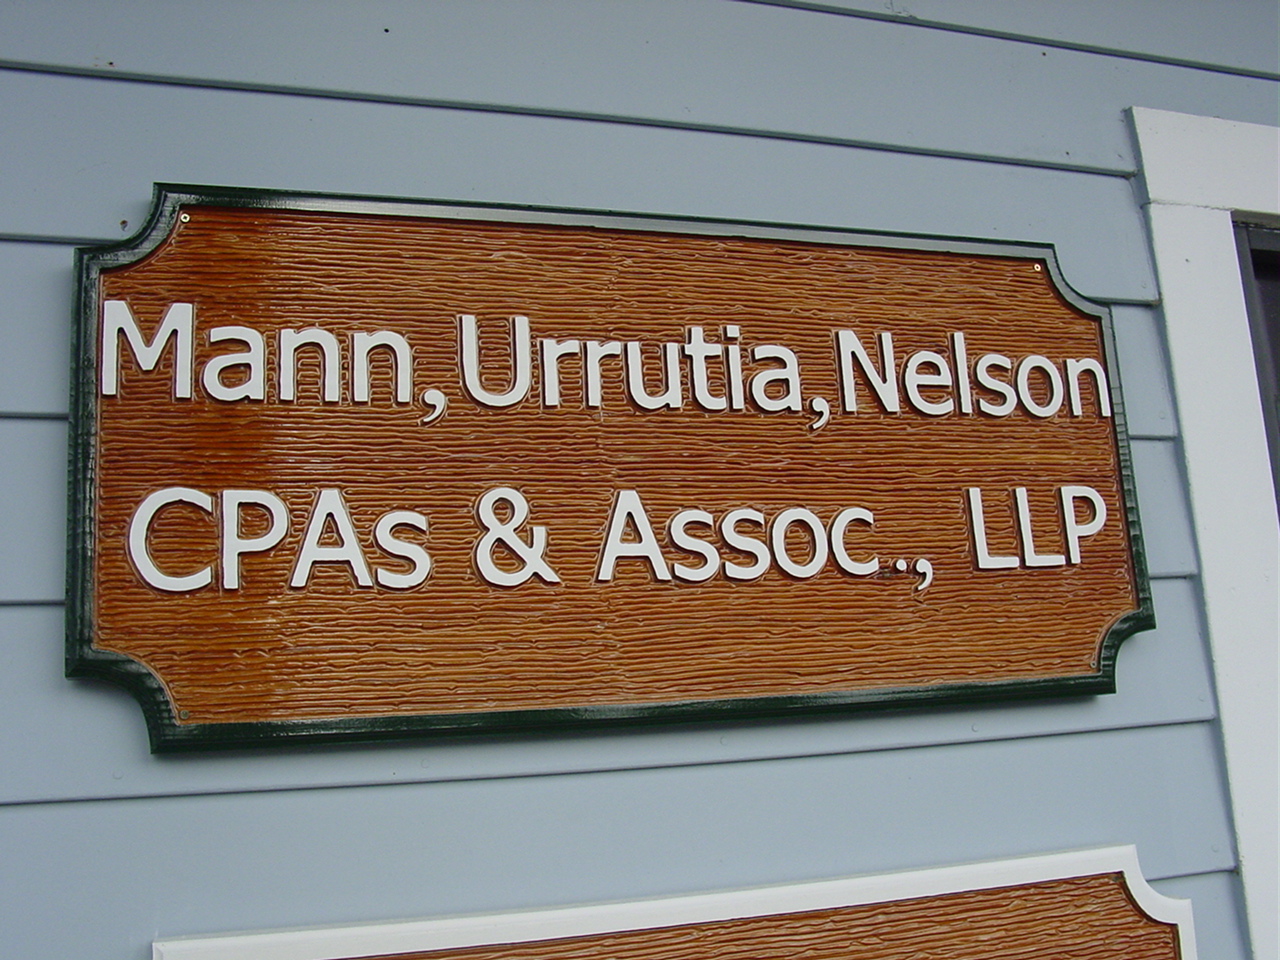 Mann, Urrutia, Nelson
CPAs & Assoc.., LLP